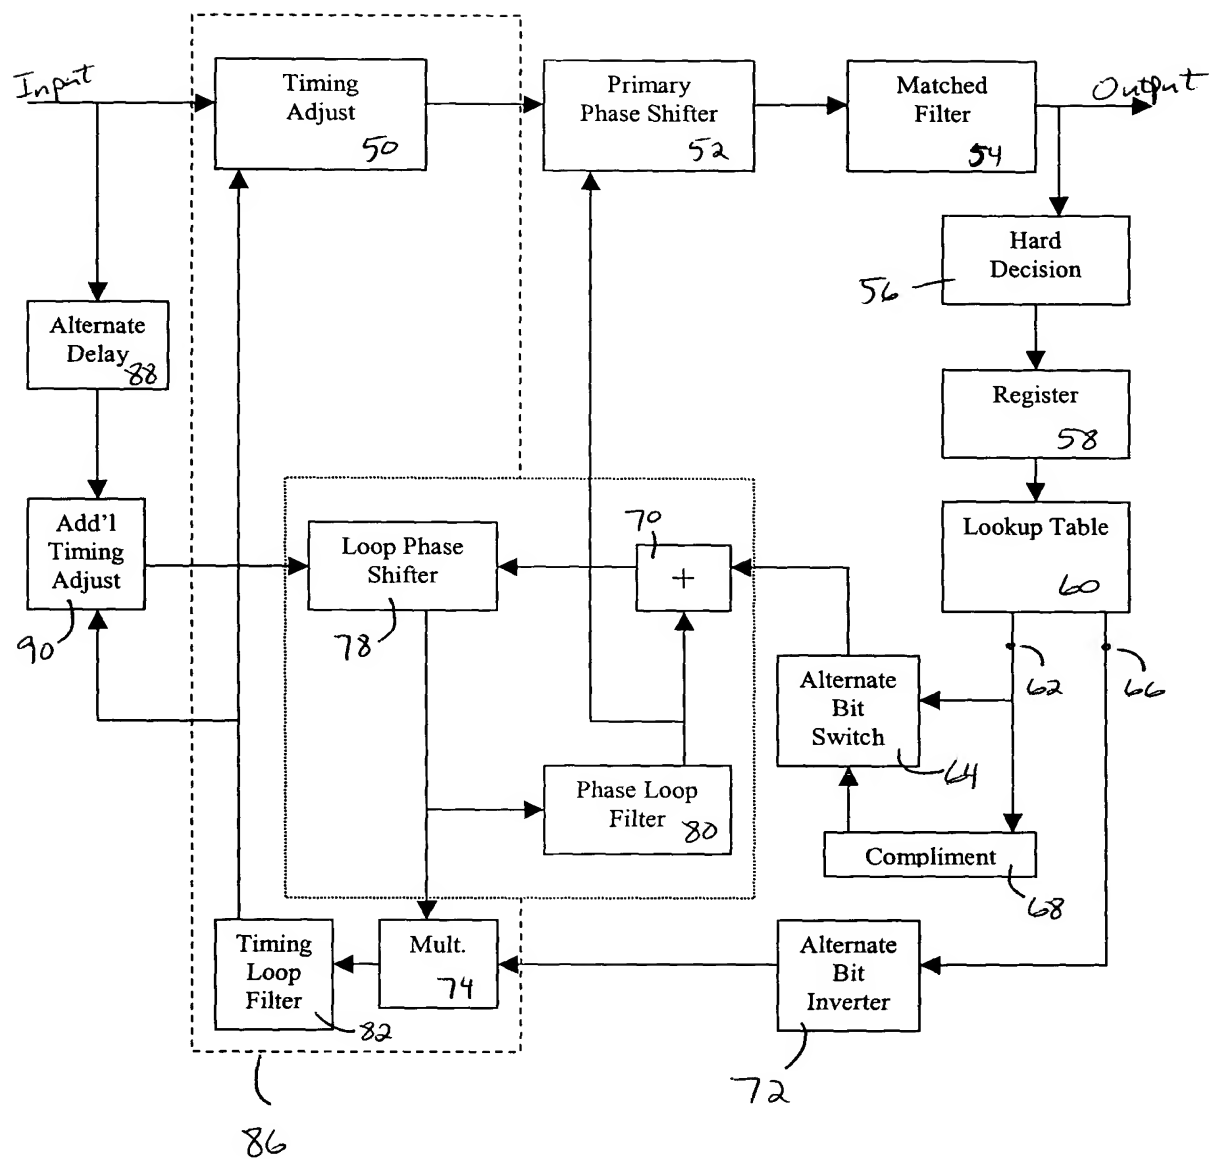 Input
Timing
Adjust
50
Primary
Phase Shifter
52
Matched
Filter
54
Output
Hard
Decision
56
Alternate
Delay
88
Register
58
Add'l
Timing
Adjust
90
Loop Phase
Shifter
78
70
+
Lookup Table
60
62
66
Alternate
Bit
Switch
64
Phase Loop
Filter
80
Compliment
68
Timing
Loop
Filter
82
Mult.
74
Alternate
Bit
Inverter
72
86